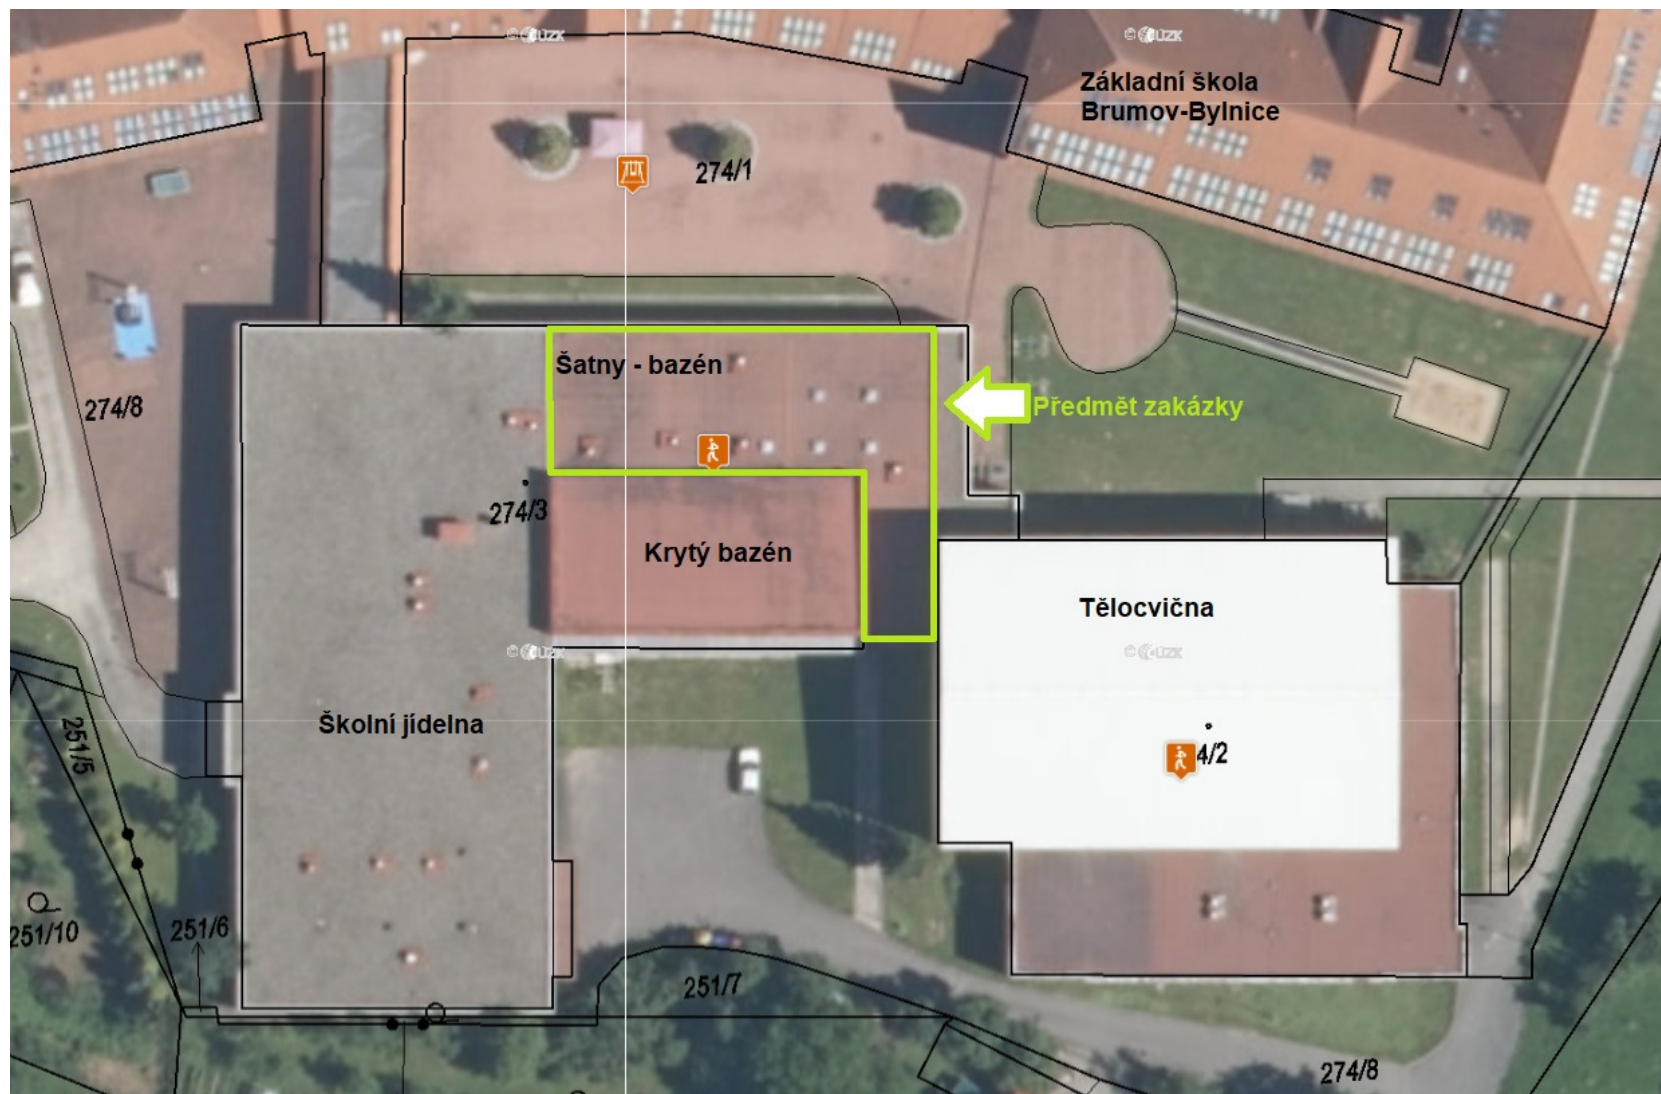 ©ČÚZK
©ČÚZK
Základní škola
Brumov-Bylnice
274/1
Šatny - bazén
274/8
Předmět zakázky
274/3
Krytý bazén
Tělocvična
©ČÚZK
©ČÚZK
Školní jídelna
251/5
4/2
251/10
251/6
251/7
274/8